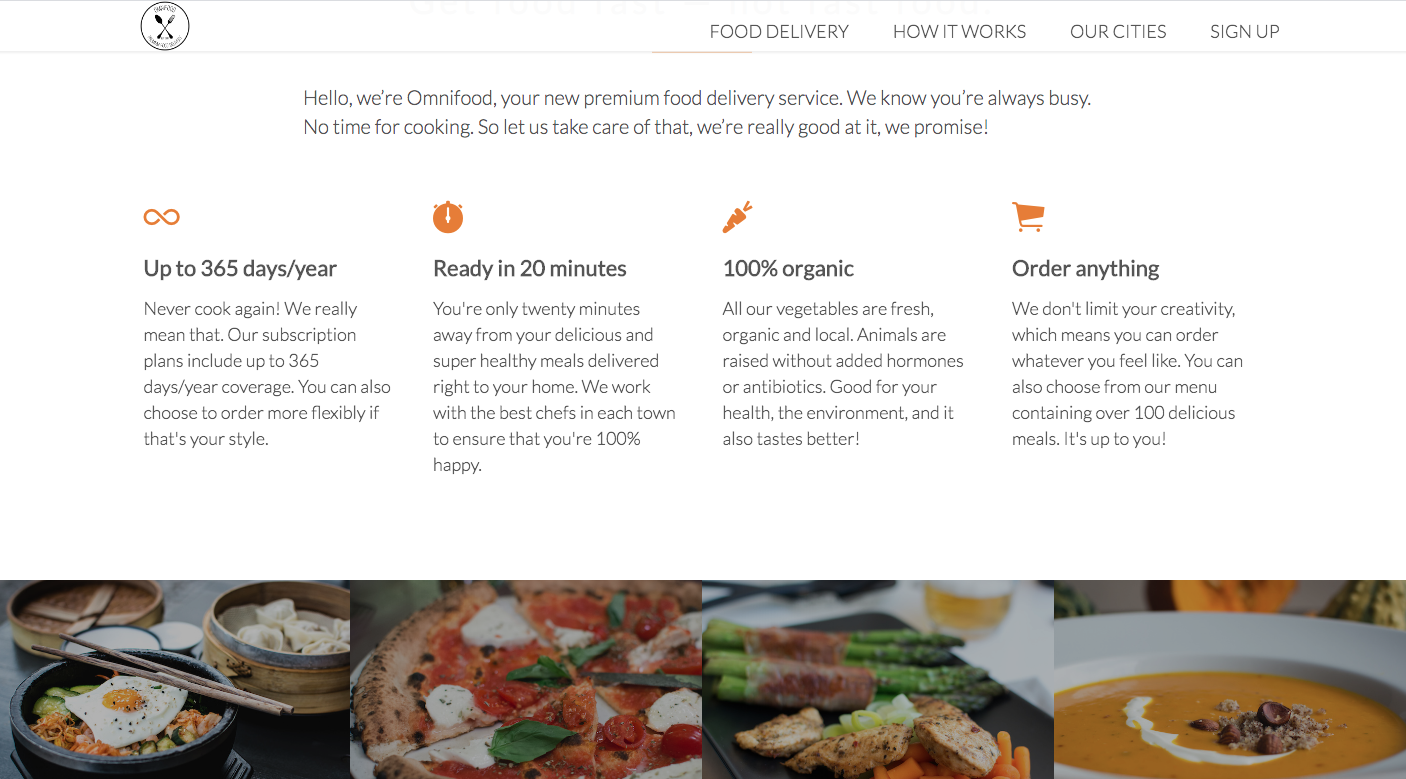 Get food fast — not fast food.
FOOD DELIVERY HOW IT WORKS OUR CITIES SIGN UP
Hello, we’re Omnifood, your new premium food delivery service. We know you’re always busy.
No time for cooking. So let us take care of that, we’re really good at it, we promise!
Up to 365 days/year
Never cook again! We really
mean that. Our subscription
plans include up to 365
days/year coverage. You can also
choose to order more flexibly if
that's your style.
Ready in 20 minutes
You're only twenty minutes
away from your delicious and
super healthy meals delivered
right to your home. We work
with the best chefs in each town
to ensure that you're 100%
happy.
100% organic
All our vegetables are fresh,
organic and local. Animals are
raised without added hormones
or antibiotics. Good for your
health, the environment, and it
also tastes better!
Order anything
We don't limit your creativity,
which means you can order
whatever you feel like. You can
also choose from our menu
containing over 100 delicious
meals. It's up to you!